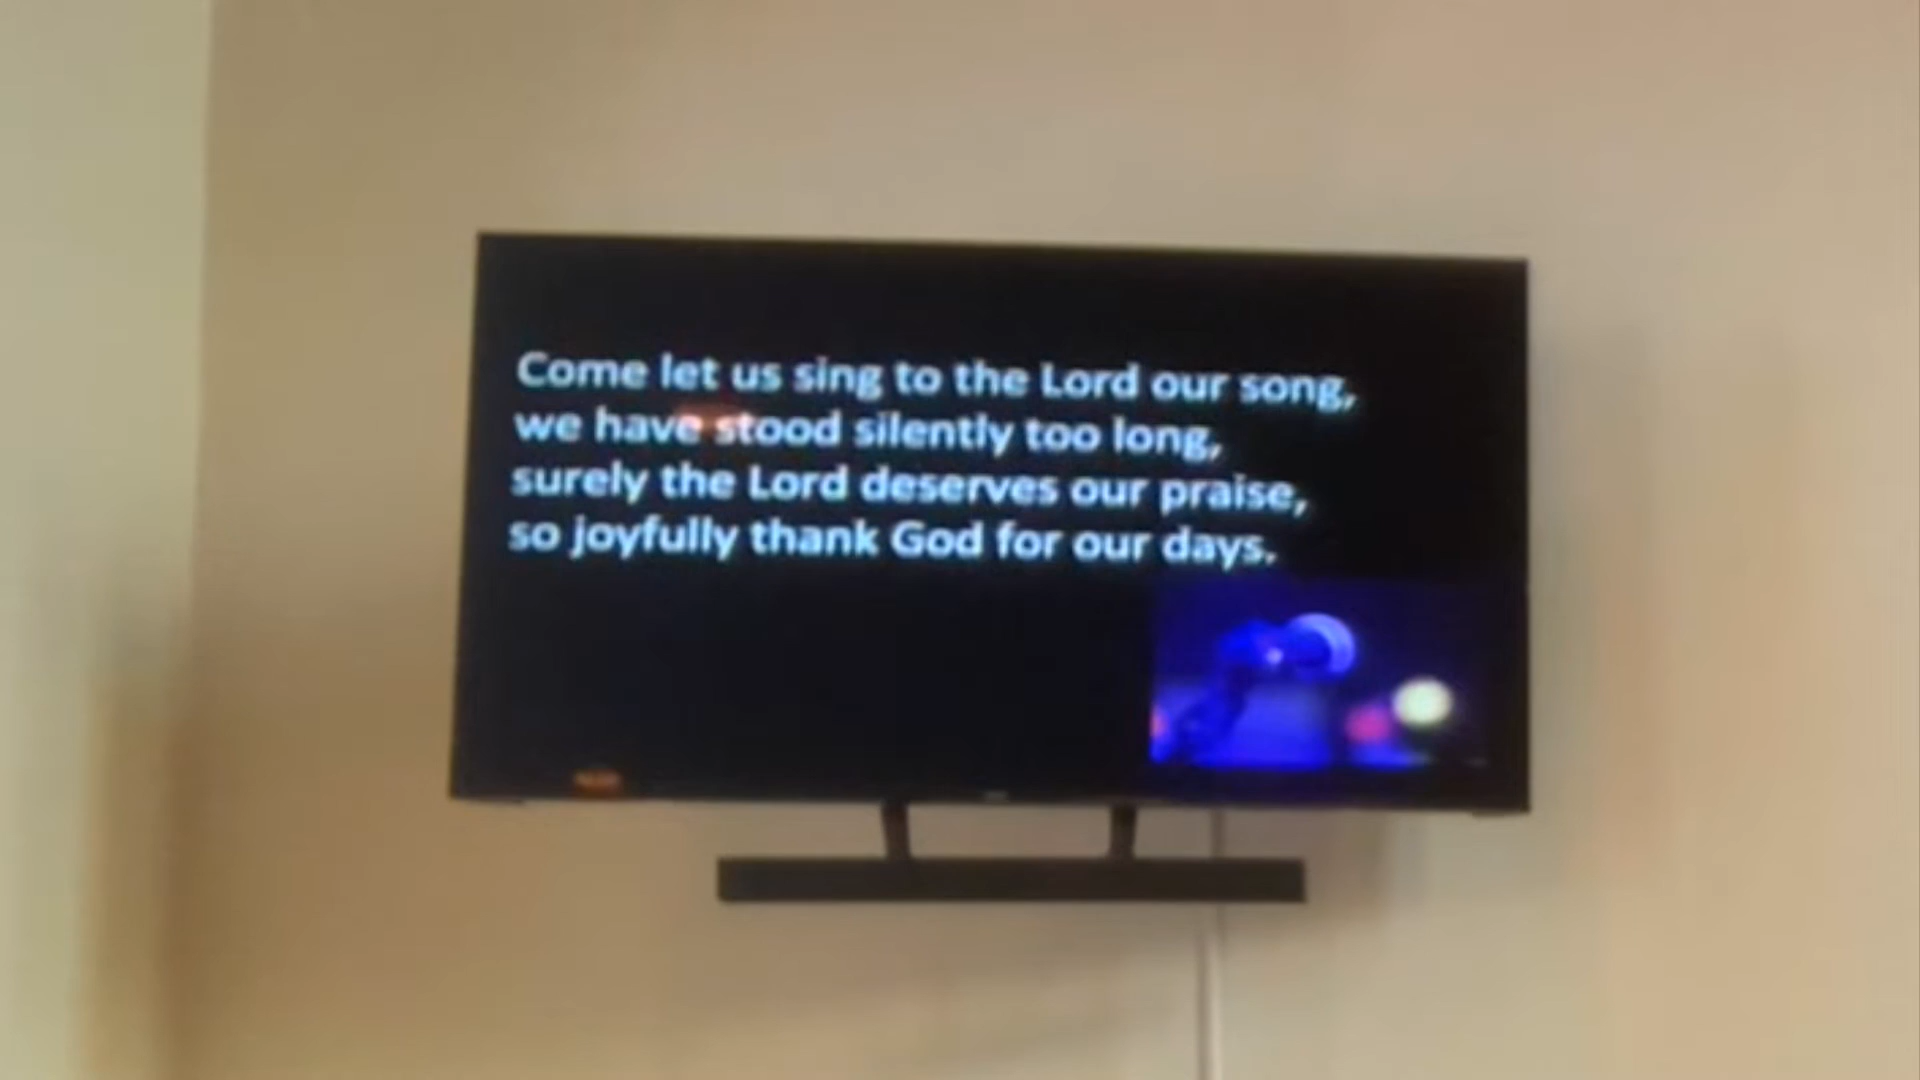 Come let us sing to the Lord our song,
we have stood silently too long,
surely the Lord deserves our praise,
so joyfully thank God for our days.